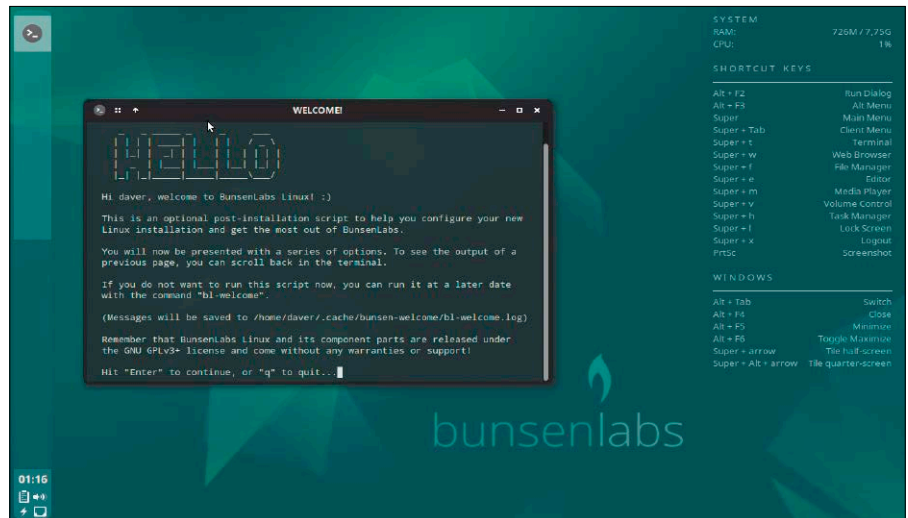 SYSTEM
RAM: 726M / 7,75G
CPU: 1%
SHORTCUT KEYS
Alt + F2 Run Dialog
Alt + F3 Alt Menu
Super Main Menu
Super + Tab Client Menu
Super + t Terminal
Super + w Web Browser
Super + f File Manager
Super + e Editor
Super + m Media Player
Super + v Volume Control
Super + h Task Manager
Super + l Lock Screen
Super + x Logout
PrtSc Screenshot
WINDOWS
Alt + Tab Switch
Alt + F4 Close
Alt + F5 Minimize
Alt + F6 Toggle Maximize
Super + arrow Tile half-screen
Super + Alt + arrow Tile quarter-screen
WELCOME!
HELLO
Hi daver, welcome to BunsenLabs Linux! :)
This is an optional post-installation script to help you configure your new
Linux installation and get the most out of BunsenLabs.
You will now be presented with a series of options. To see the output of a
previous page, you can scroll back in the terminal.
If you do not want to run this script now, you can run it at a later date
with the command "bl-welcome".
(Messages will be saved to /home/daver/.cache/bunsen-welcome/bl-welcome.log)
Remember that BunsenLabs Linux and its component parts are released under
the GNU GPLv3+ license and come without any warranties or support!
Hit "Enter" to continue, or "q" to quit...
bunsenlabs
01:16